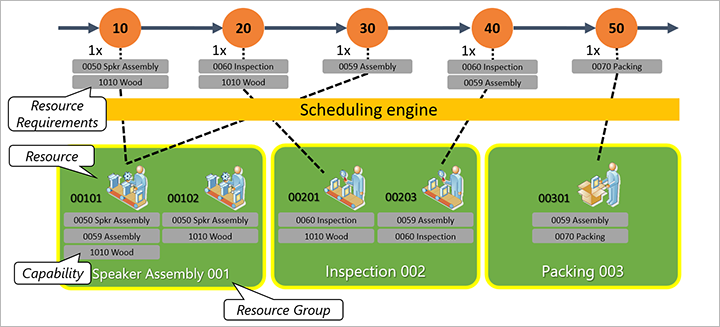 10 20 30 40 50
1x 1x 1x 1x 1x
0050 Spkr Assembly 0060 Inspection 0059 Assembly 0060 Inspection 0070 Packing
1010 Wood 1010 Wood 0059 Assembly
Resource
Requirements
Scheduling engine
Resource
00101 00102 00201 00203 00301
0050 Spkr Assembly 0050 Spkr Assembly 0060 Inspection 0059 Assembly 0059 Assembly
0059 Assembly 1010 Wood 1010 Wood 0060 Inspection 0070 Packing
1010 Wood
Capability
Speaker Assembly 001 Inspection 002 Packing 003
Resource Group